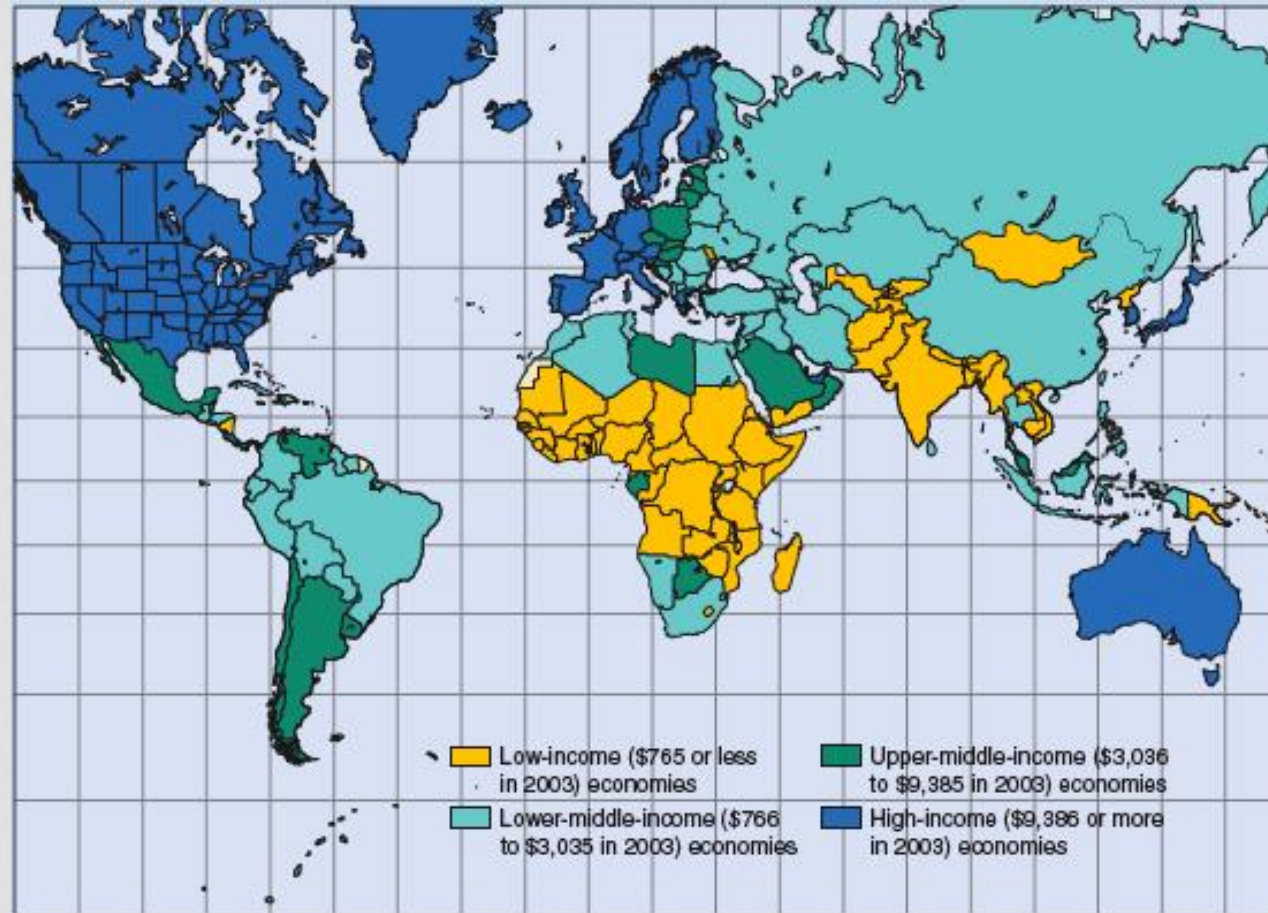 Low-income ($765 or less
in 2003) economies
Lower-middle-income ($766
to $3,035 in 2003) economies
Upper-middle-income ($3,036
to $9,385 in 2003) economies
High-income ($9,386 or more
in 2003) economies